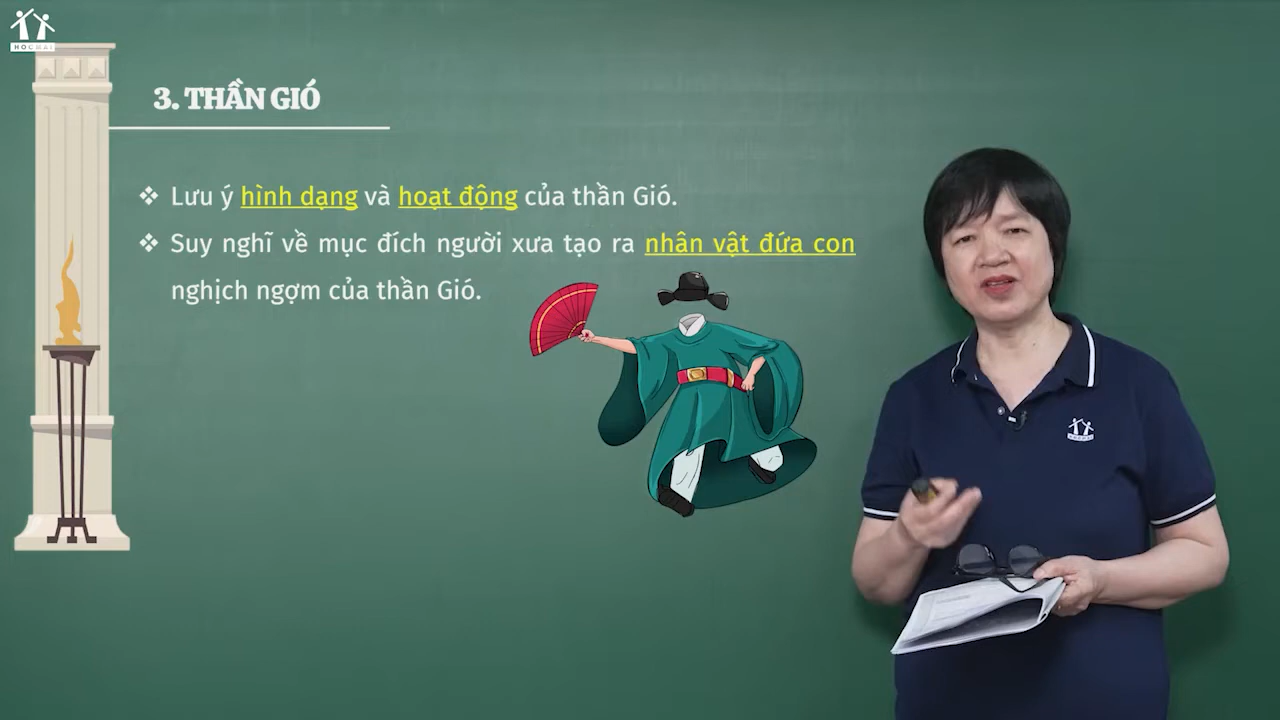 HOCMAI
3. THẦN GIÓ
❖ Lưu ý hình dạng và hoạt động của thần Gió.
❖ Suy nghĩ về mục đích người xưa tạo ra nhân vật đứa con
nghịch ngợm của thần Gió.